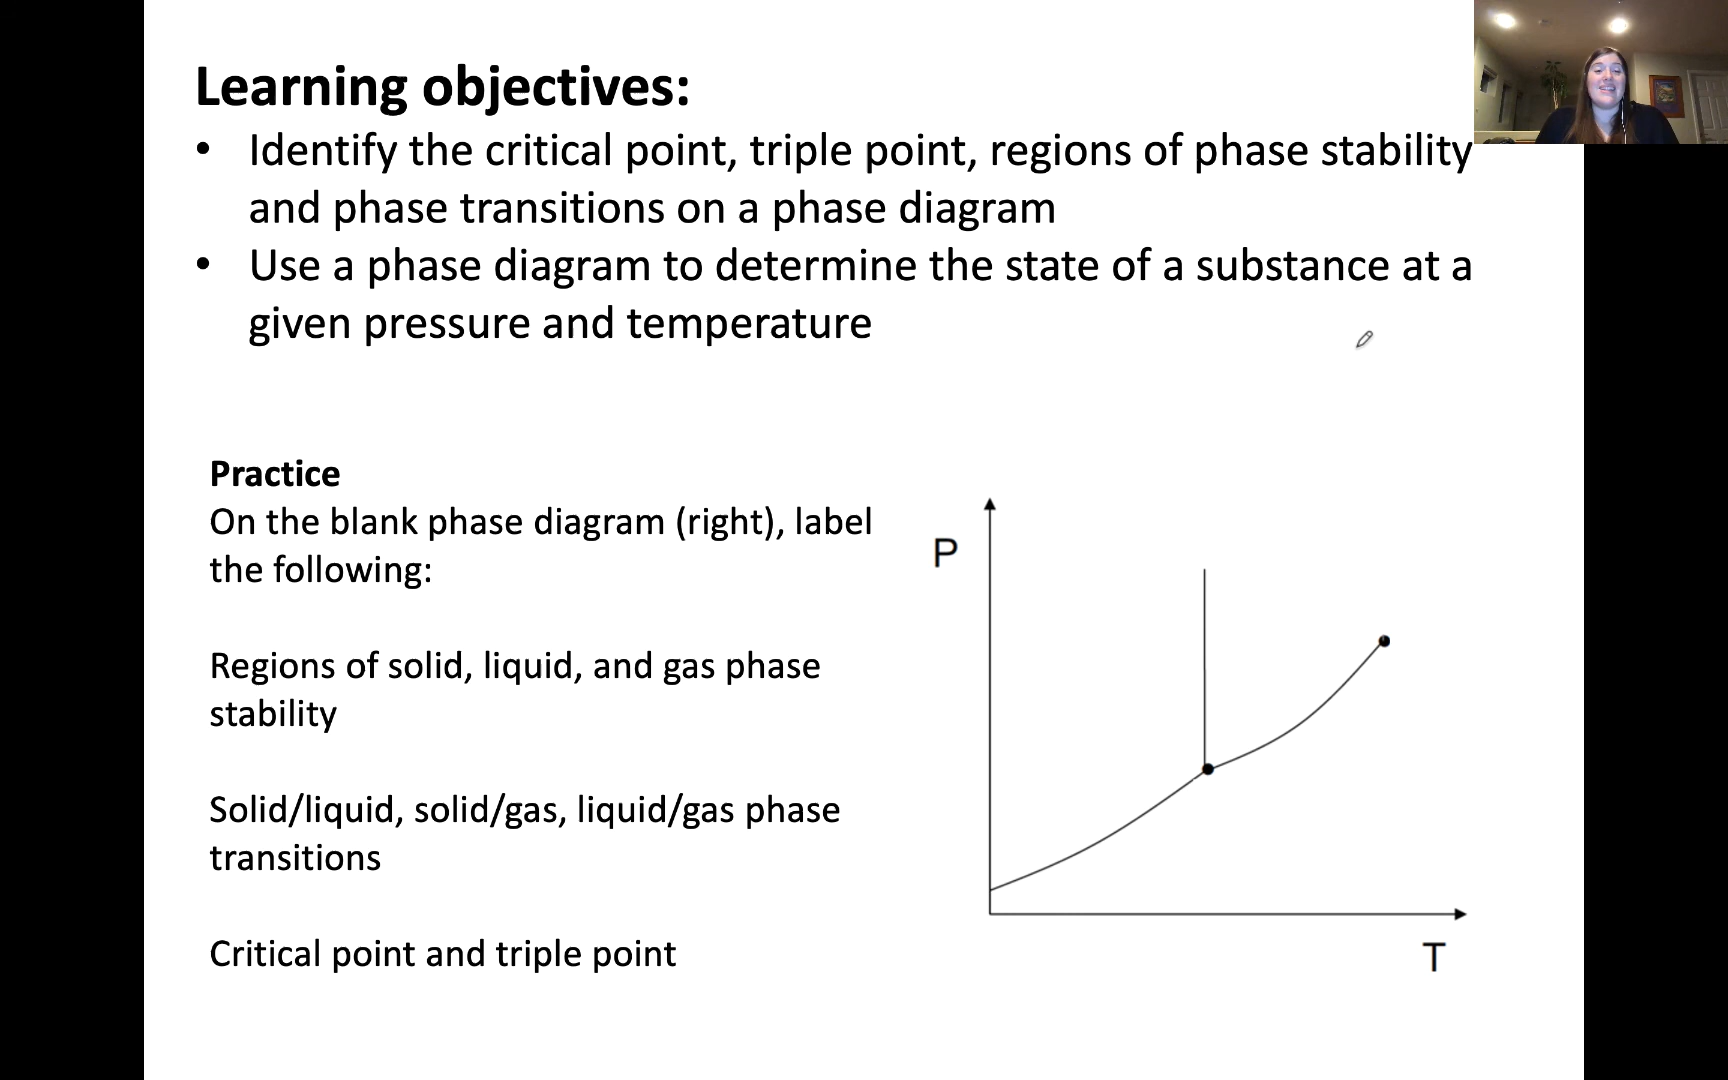 Learning objectives:
• Identify the critical point, triple point, regions of phase stability
and phase transitions on a phase diagram
• Use a phase diagram to determine the state of a substance at a
given pressure and temperature
Practice
On the blank phase diagram (right), label
the following:
Regions of solid, liquid, and gas phase
stability
Solid/liquid, solid/gas, liquid/gas phase
transitions
Critical point and triple point
P
T